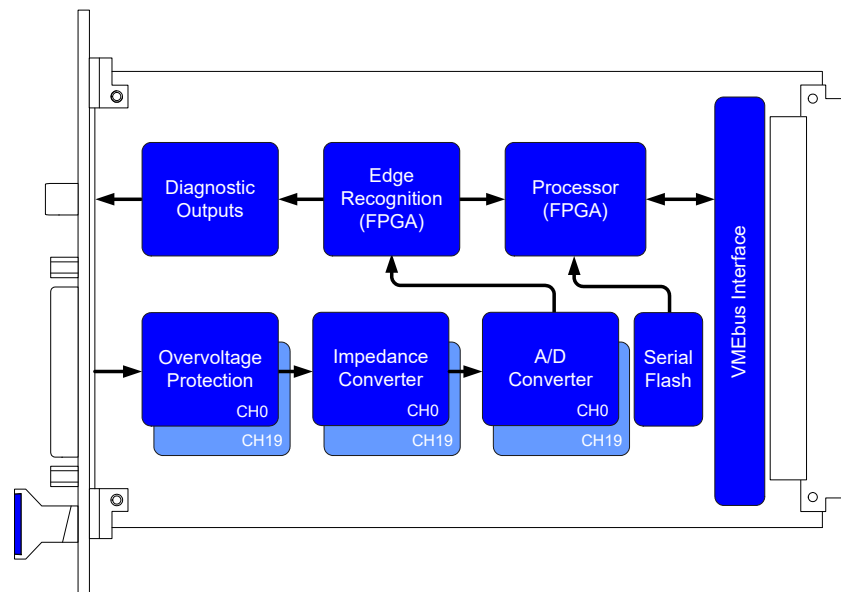 Diagnostic
Outputs
Edge
Recognition
(FPGA)
Processor
(FPGA)
VMEbus Interface
Overvoltage
Protection
CH0
CH19
Impedance
Converter
CH0
CH19
A/D
Converter
CH0
CH19
Serial
Flash